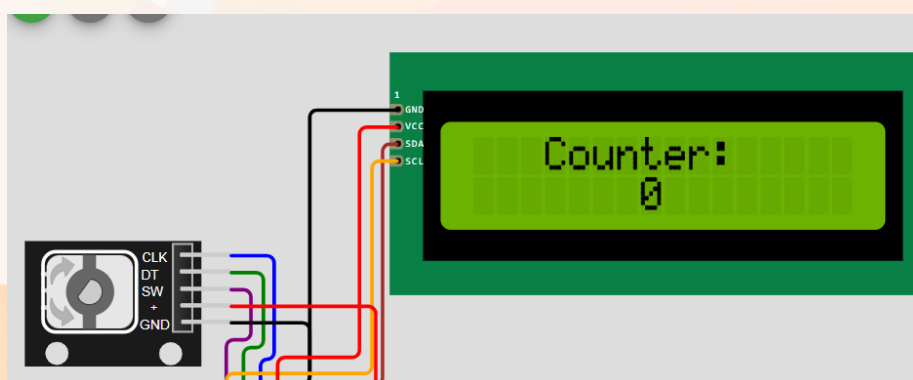 1
GND
VCC
SDA
SCL
Counter:
0
CLK
DT
SW
+
GND